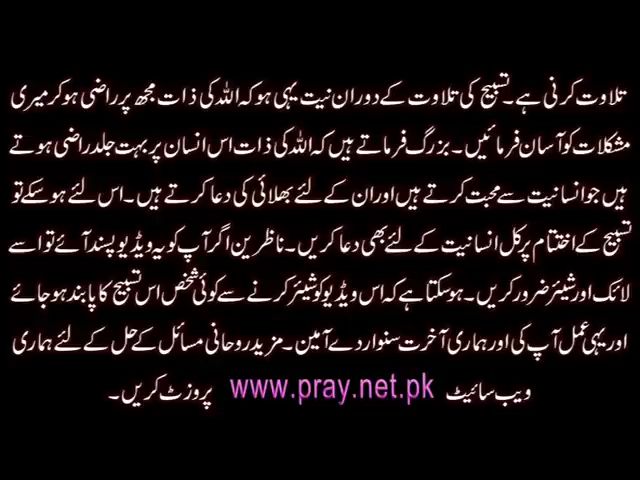 تلاوت کرنی ہے۔ تسبیح کی تلاوت کے دوران نیت یہی ہو کہ اللہ کی ذات مجھ پر راضی ہو کر میری
مشکلات کو آسان فرمائیں۔ بزرگ فرماتے ہیں کہ اللہ کی ذات اس انسان پر بہت جلد راضی ہوتے
ہیں جو انسانیت سے محبت کرتے ہیں اور ان کے لئے بھلائی کی دعا کرتے ہیں۔ اس لئے ہو سکے تو
تسبیح کے اختتام پر کل انسانیت کے لئے بھی دعا کریں۔ ناظرین اگر آپ کو یہ ویڈیو پسند آئے تو اسے
لائک اور شیئر ضرور کریں۔ ہو سکتا ہے کہ اس ویڈیو کو شیئر کرنے سے کوئی شخص اس تسبیح کا پابند ہو جائے
اور یہی عمل آپ کی اور ہماری آخرت سنوار دے آمین۔ مزید روحانی مسائل کے حل کے لئے ہماری
ویب سائیٹ www.pray.net.pk پر وزٹ کریں۔